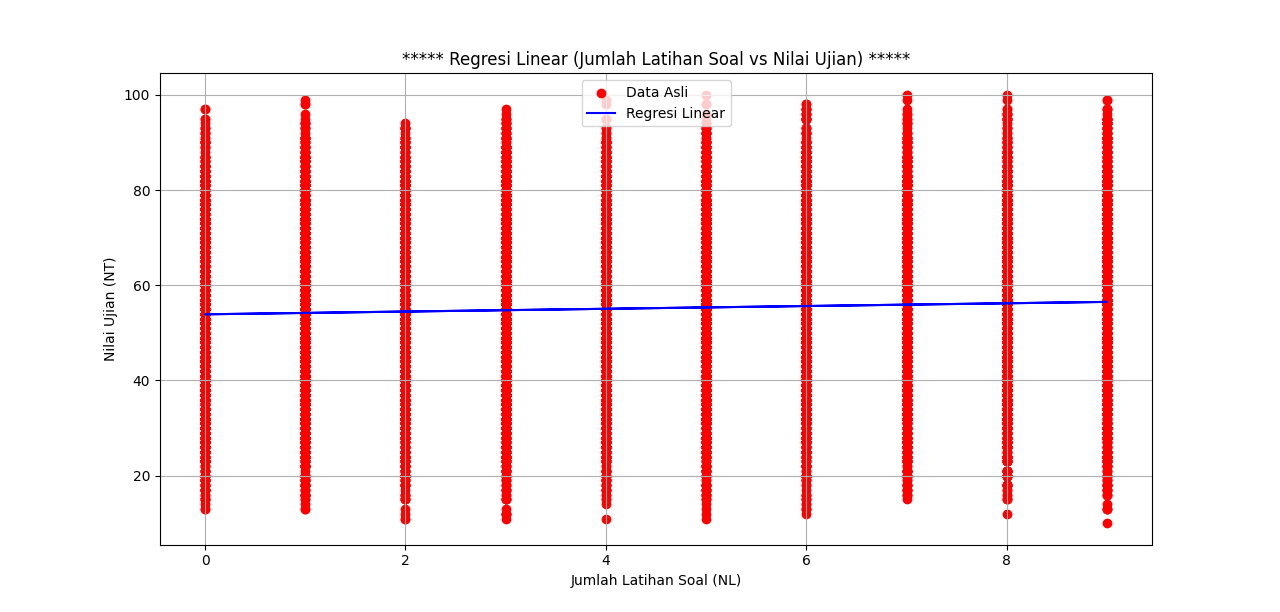 ***** Regresi Linear (Jumlah Latihan Soal vs Nilai Ujian) *****
Data Asli
Regresi Linear
100
80
60
40
20
Nilai Ujian (NT)
0 2 4 6 8
Jumlah Latihan Soal (NL)